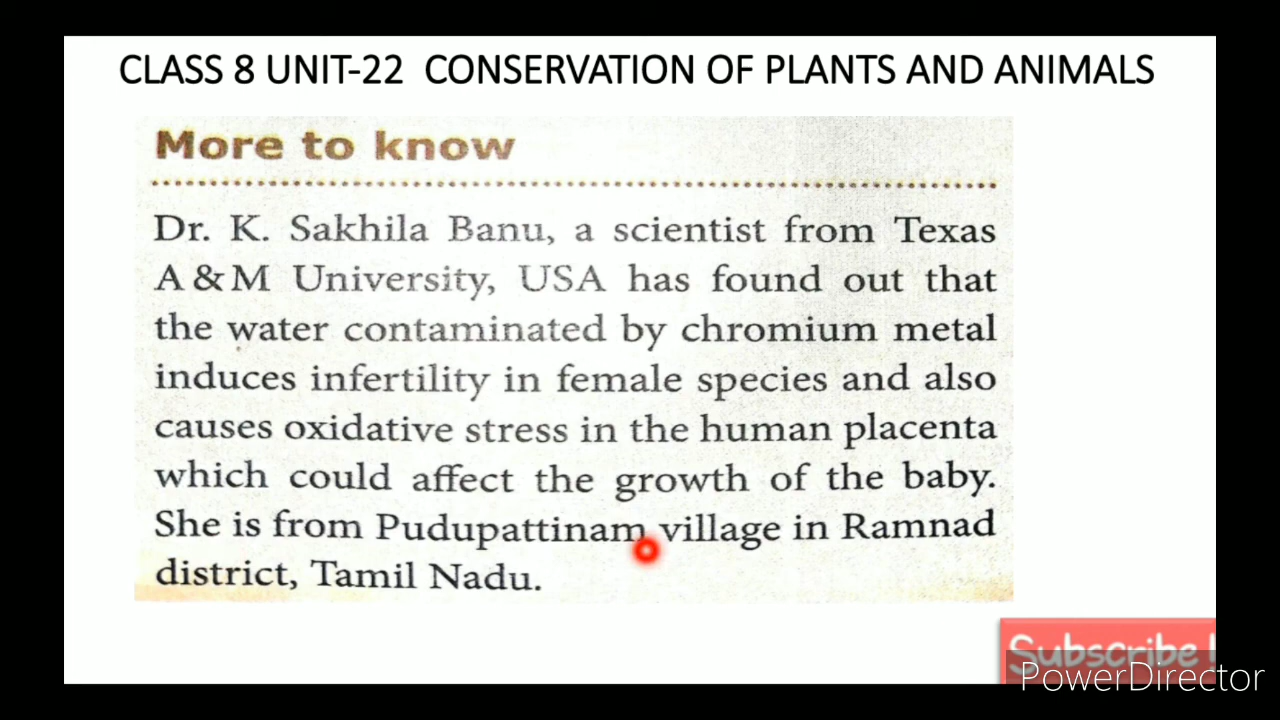 CLASS 8 UNIT-22 CONSERVATION OF PLANTS AND ANIMALS
More to know
Dr. K. Sakhila Banu, a scientist from Texas
A & M University, USA has found out that
the water contaminated by chromium metal
induces infertility in female species and also
causes oxidative stress in the human placenta
which could affect the growth of the baby.
She is from Pudupattinam village in Ramnad
district, Tamil Nadu.
Subscribe !
PowerDirector